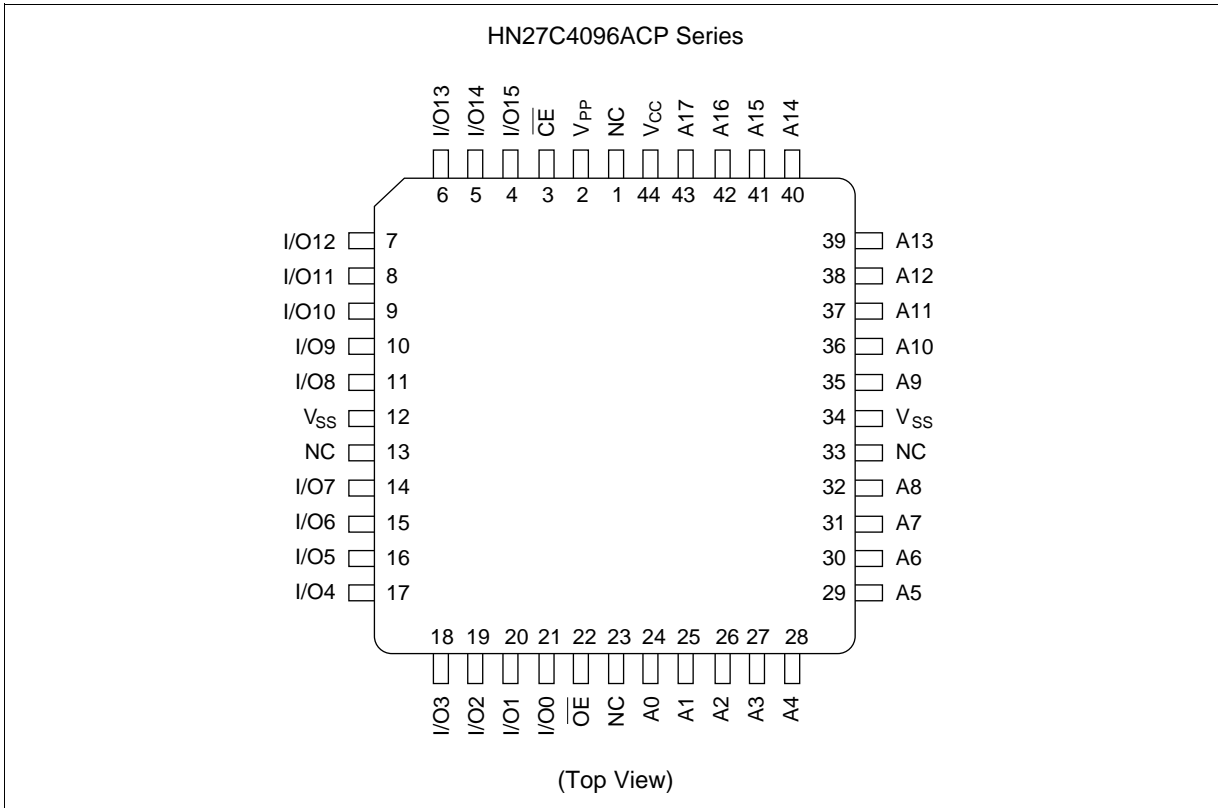 HN27C4096ACP Series
I/O13 I/O14 I/O15 CE VPP NC VCC A17 A16 A15 A14
6 5 4 3 2 1 44 43 42 41 40
I/O12 7 39 A13
I/O11 8 38 A12
I/O10 9 37 A11
I/O9 10 36 A10
I/O8 11 35 A9
VSS 12 34 VSS
NC 13 33 NC
I/O7 14 32 A8
I/O6 15 31 A7
I/O5 16 30 A6
I/O4 17 29 A5
18 19 20 21 22 23 24 25 26 27 28
I/O3 I/O2 I/O1 I/O0 OE NC A0 A1 A2 A3 A4
(Top View)